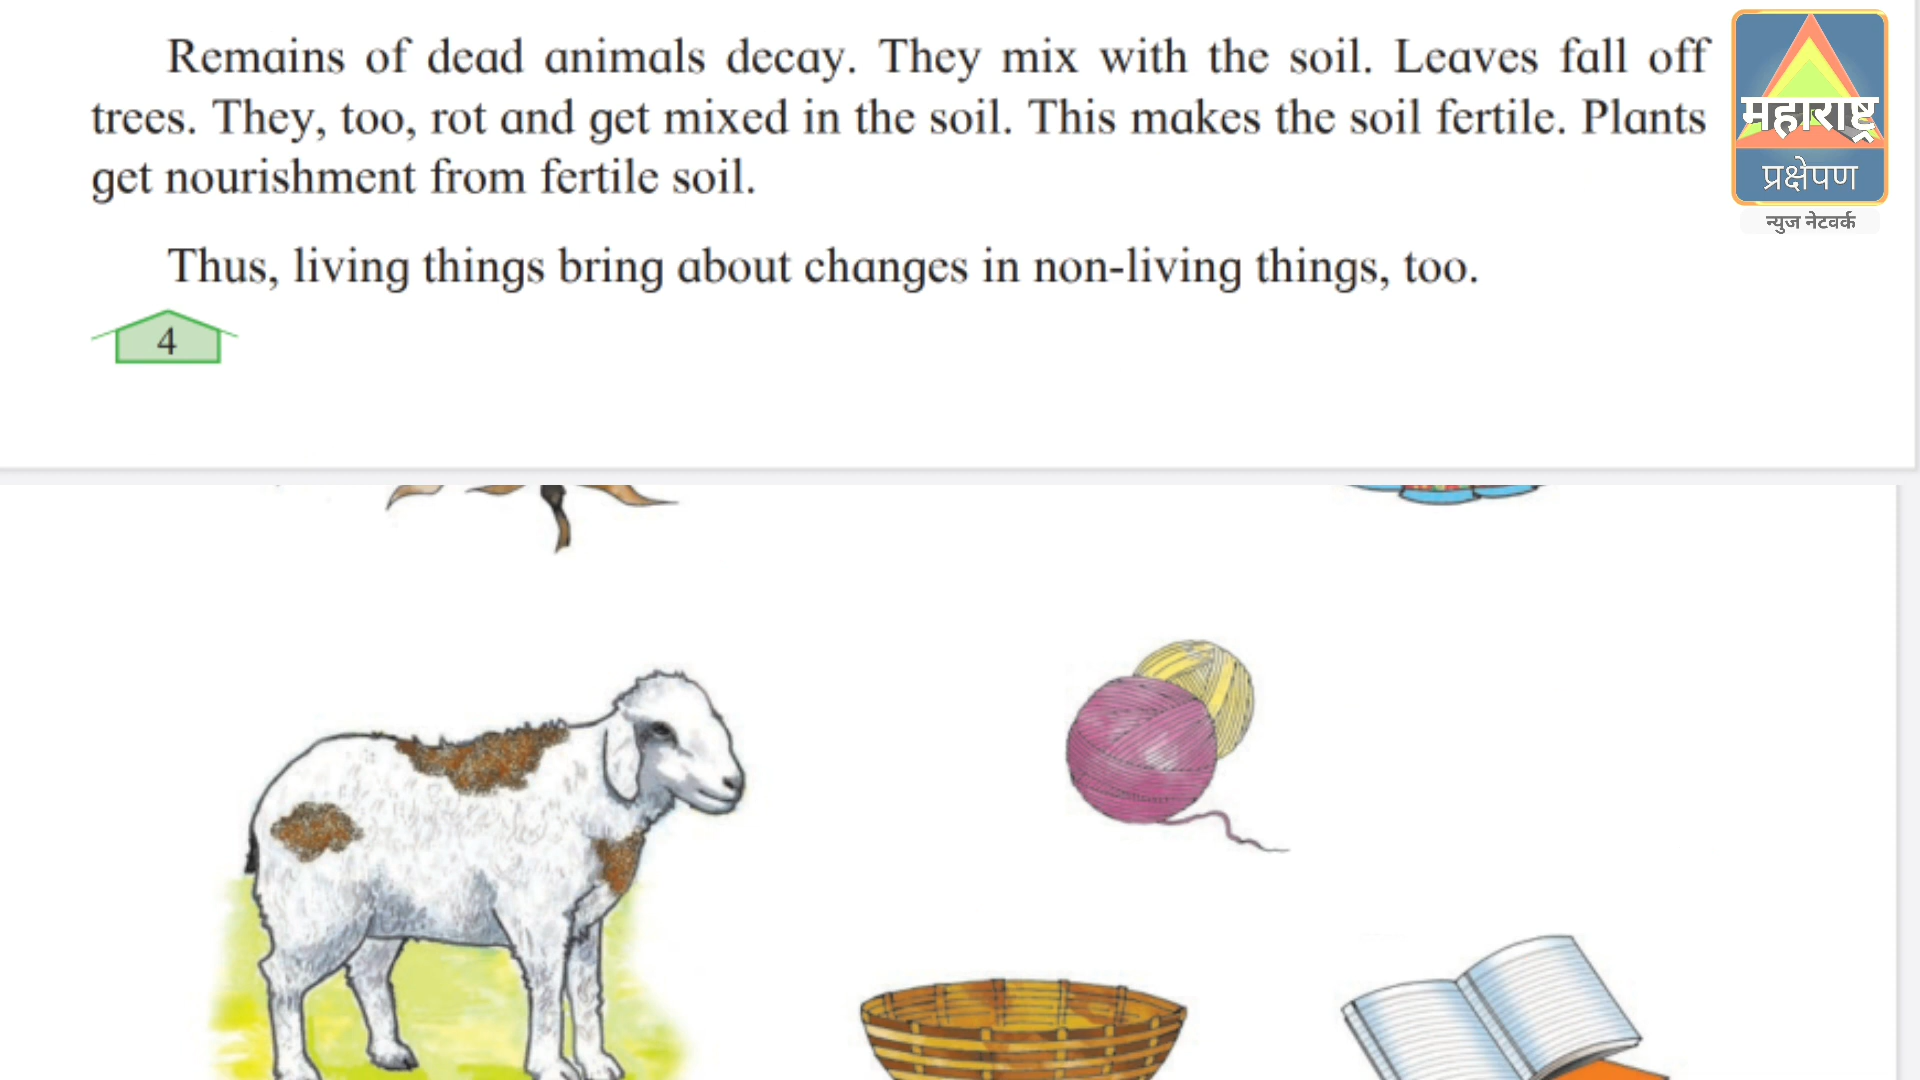 Remains of dead animals decay. They mix with the soil. Leaves fall off
trees. They, too, rot and get mixed in the soil. This makes the soil fertile. Plants
get nourishment from fertile soil.
Thus, living things bring about changes in non-living things, too.
4
महाराष्ट्र
प्रक्षेपण
न्युज नेटवर्क